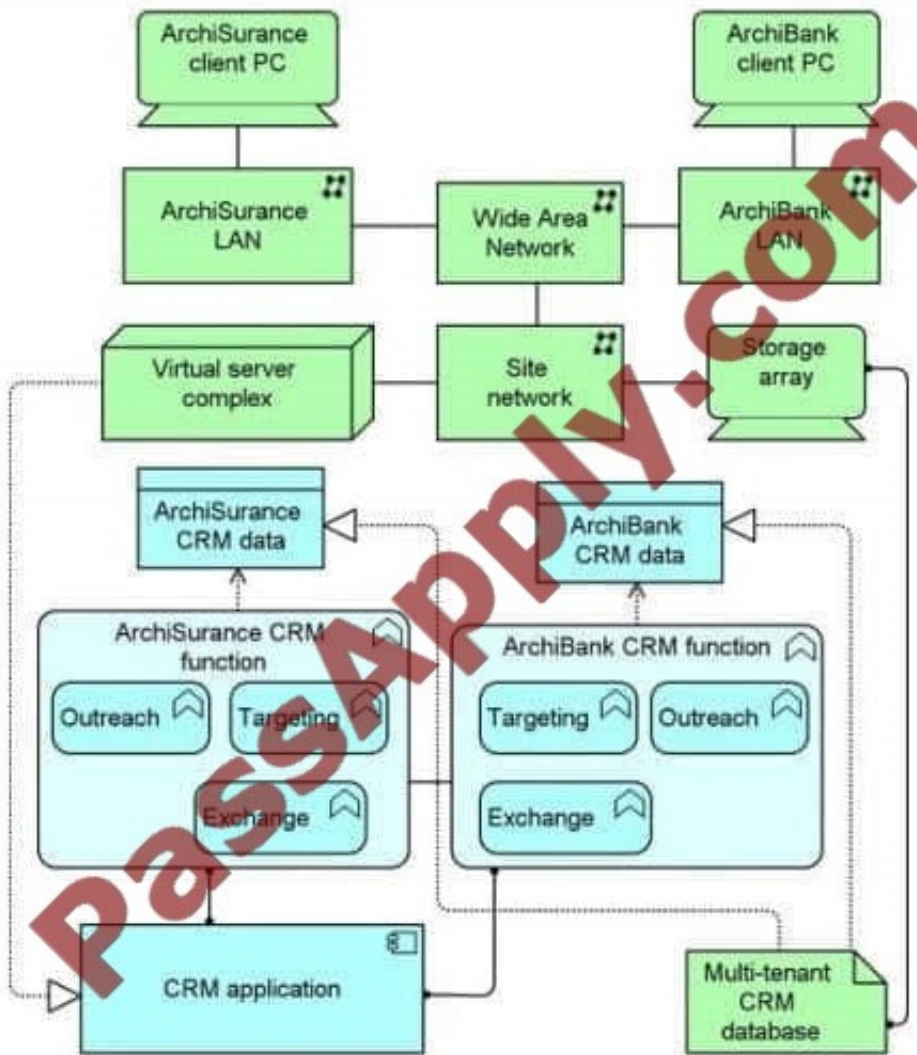 ArchiSurance
client PC
ArchiBank
client PC
ArchiSurance
LAN
Wide Area
Network
ArchiBank
LAN
Virtual server
complex
Site
network
Storage
array
ArchiSurance
CRM data
ArchiBank
CRM data
ArchiSurance CRM
function
Outreach
Targeting
Exchange
ArchiBank CRM function
Targeting
Outreach
Exchange
CRM application
Multi-tenant
CRM
database
PassApply.com